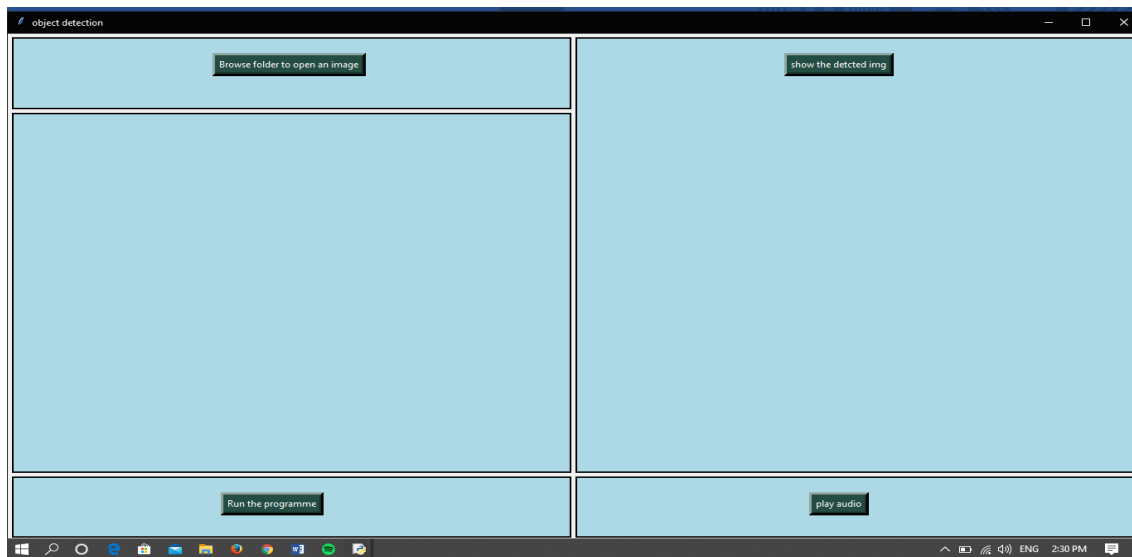 object detection
Browse folder to open an image
show the detcted img
Run the programme
play audio
ENG 2:30 PM